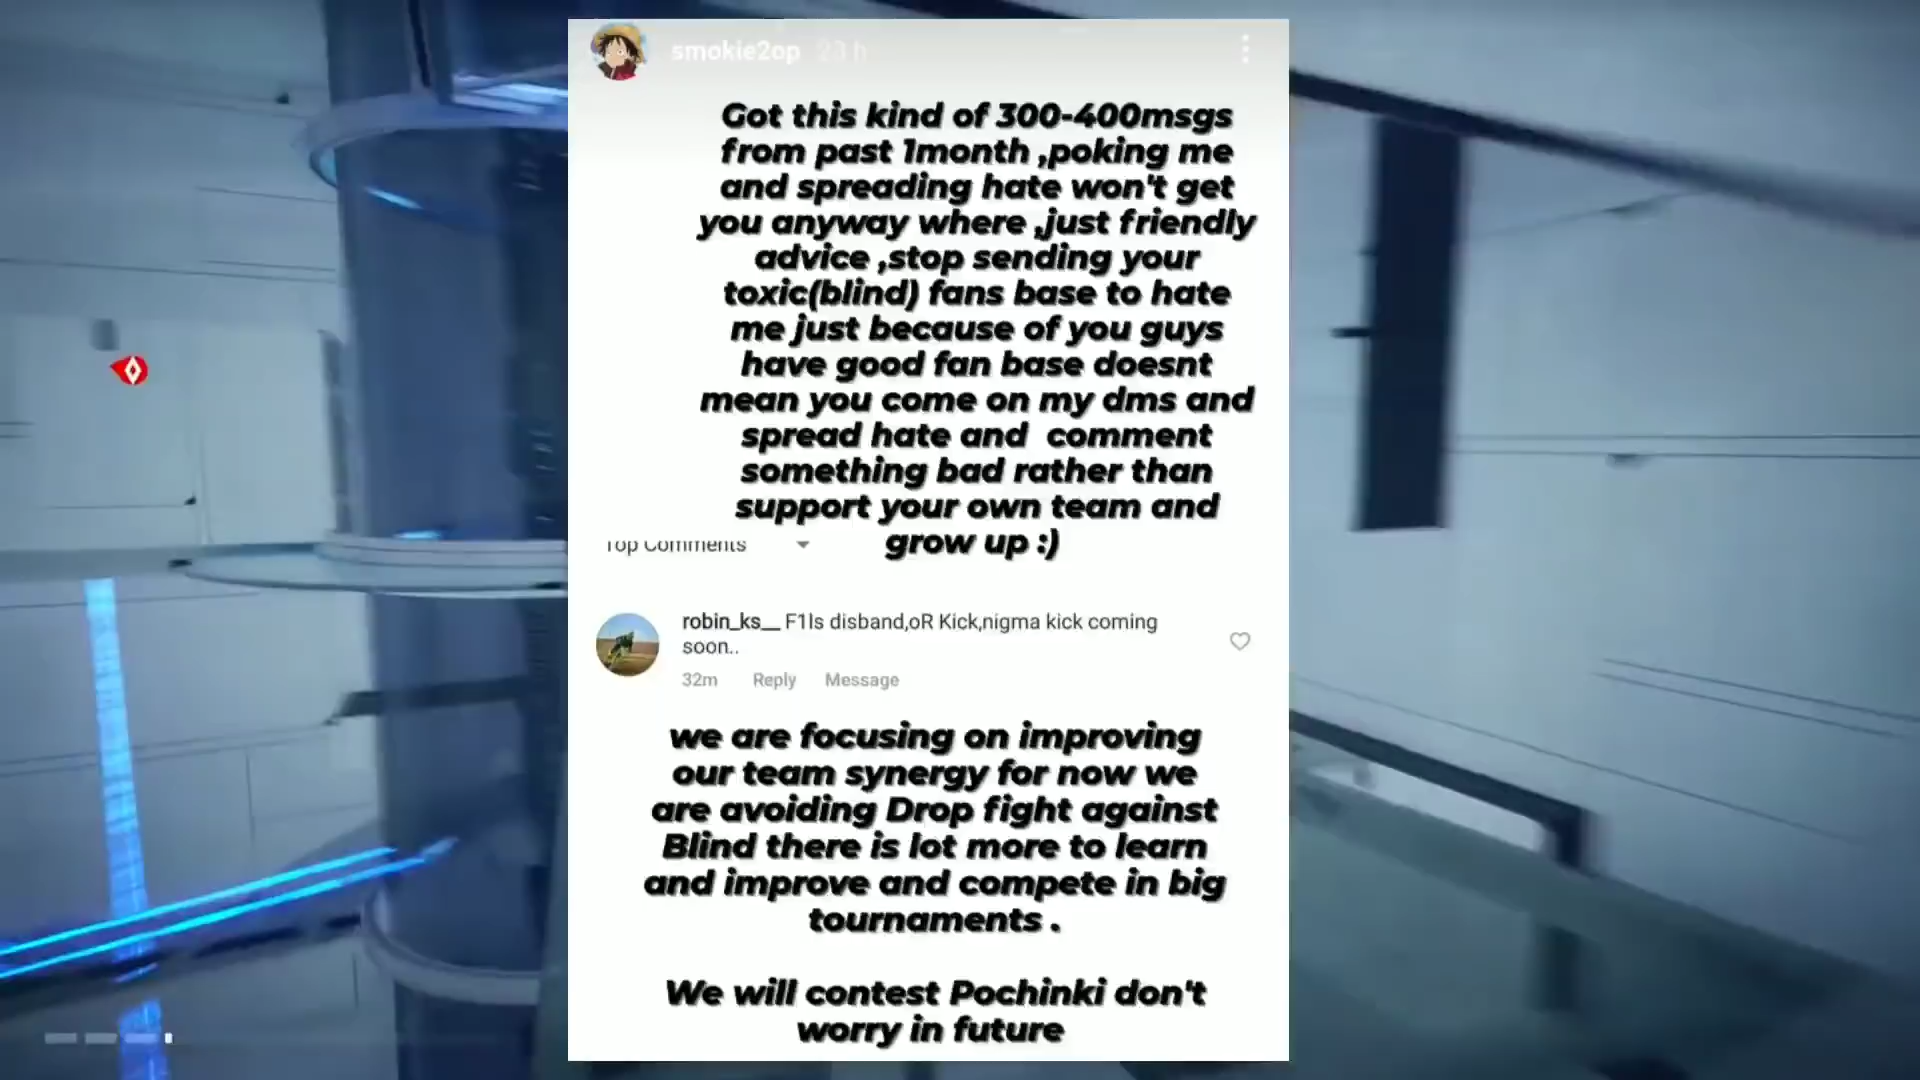 smokie2op 23 h
Got this kind of 300-400msgs
from past 1month ,poking me
and spreading hate won't get
you anyway where ,just friendly
advice ,stop sending your
toxic(blind) fans base to hate
me just because of you guys
have good fan base doesnt
mean you come on my dms and
spread hate and comment
something bad rather than
support your own team and
grow up :)
Top Comments
robin_ks__ F1ls disband,oR Kick,nigma kick coming
soon..
32m Reply Message
we are focusing on improving
our team synergy for now we
are avoiding Drop fight against
Blind there is lot more to learn
and improve and compete in big
tournaments .
We will contest Pochinki don't
worry in future